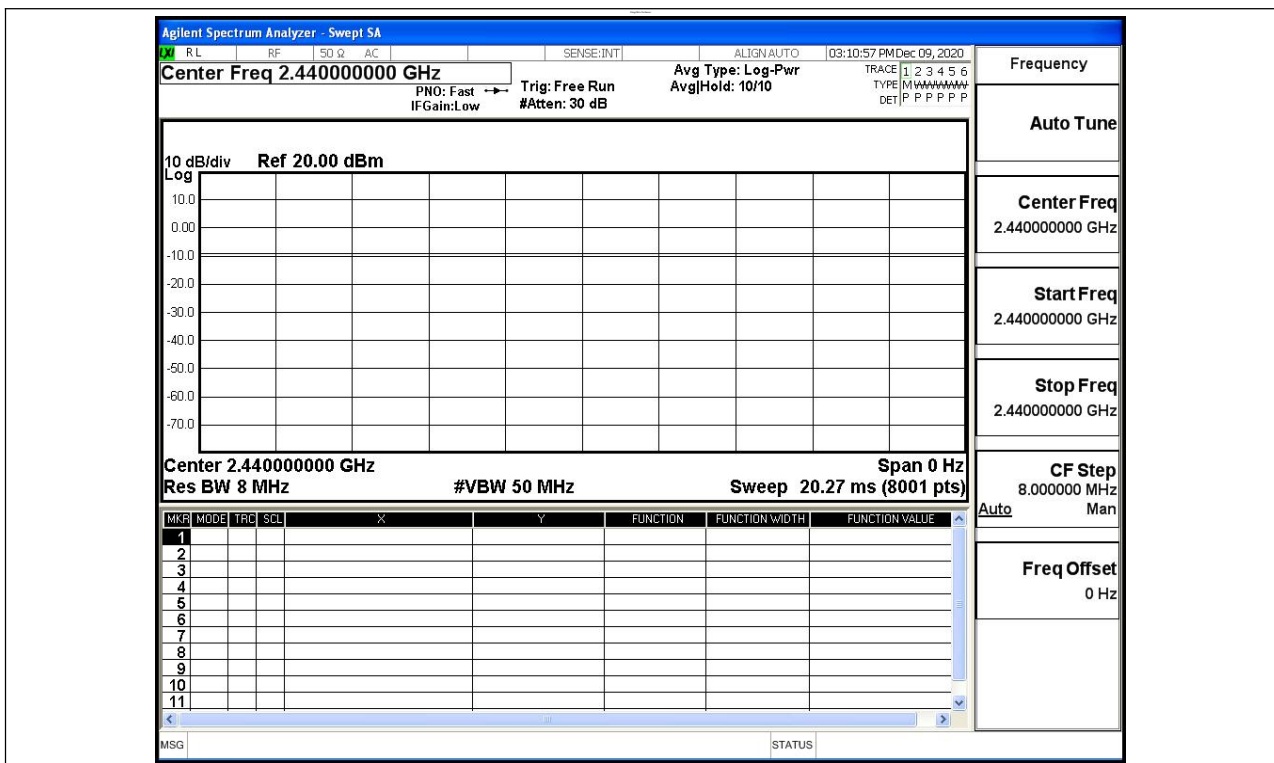 Agilent Spectrum Analyzer - Swept SA
LXI RL RF 50 Ω AC SENSE:INT ALIGN AUTO 03:10:57 PM Dec 09, 2020
Center Freq 2.440000000 GHz
PNO: Fast
IFGain:Low
Trig: Free Run
#Atten: 30 dB
Avg Type: Log-Pwr
Avg|Hold: 10/10
TRACE 1 2 3 4 5 6
TYPE MWWWWW
DET P P P P P P
10 dB/div Ref 20.00 dBm
Log
10.0
0.00
-10.0
-20.0
-30.0
-40.0
-50.0
-60.0
-70.0
Center 2.440000000 GHz Span 0 Hz
Res BW 8 MHz #VBW 50 MHz Sweep 20.27 ms (8001 pts)
MKR MODE TRC SCL X Y FUNCTION FUNCTION WIDTH FUNCTION VALUE
1
2
3
4
5
6
7
8
9
10
11
MSG STATUS
Frequency
Auto Tune
Center Freq
2.440000000 GHz
Start Freq
2.440000000 GHz
Stop Freq
2.440000000 GHz
CF Step
8.000000 MHz
Auto Man
Freq Offset
0 Hz